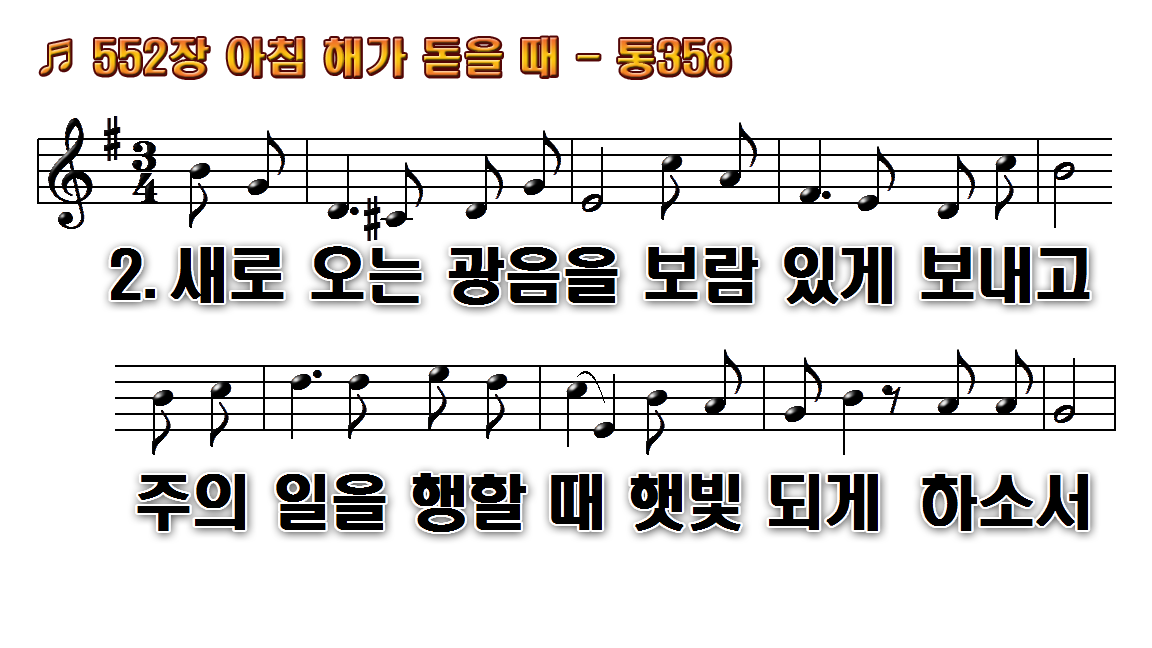 ♬ 552장 아침 해가 돋을 때 - 통358
3
4
2. 새로 오는 광음을 보람 있게 보내고
주의 일을 행할 때 햇빛 되게 하소서